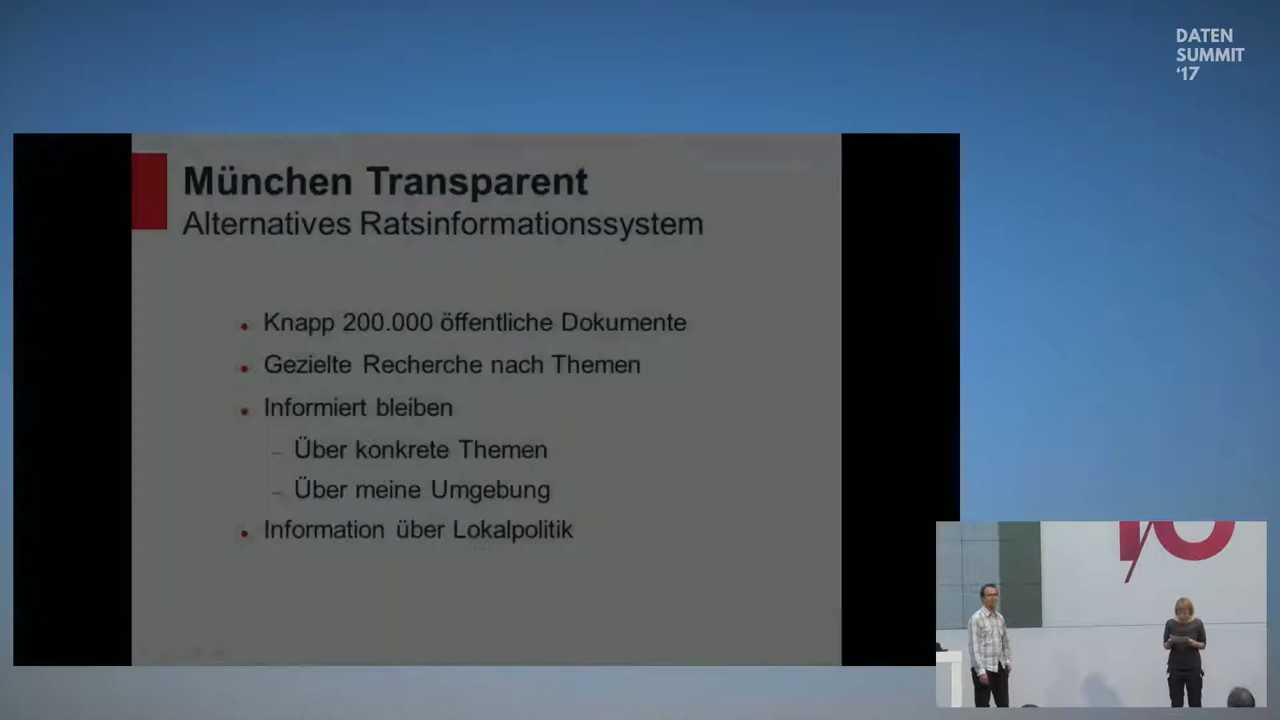 DATEN
SUMMIT
'17
München Transparent
Alternatives Ratsinformationssystem
Knapp 200.000 öffentliche Dokumente
Gezielte Recherche nach Themen
Informiert bleiben
Über konkrete Themen
Über meine Umgebung
Information über Lokalpolitik